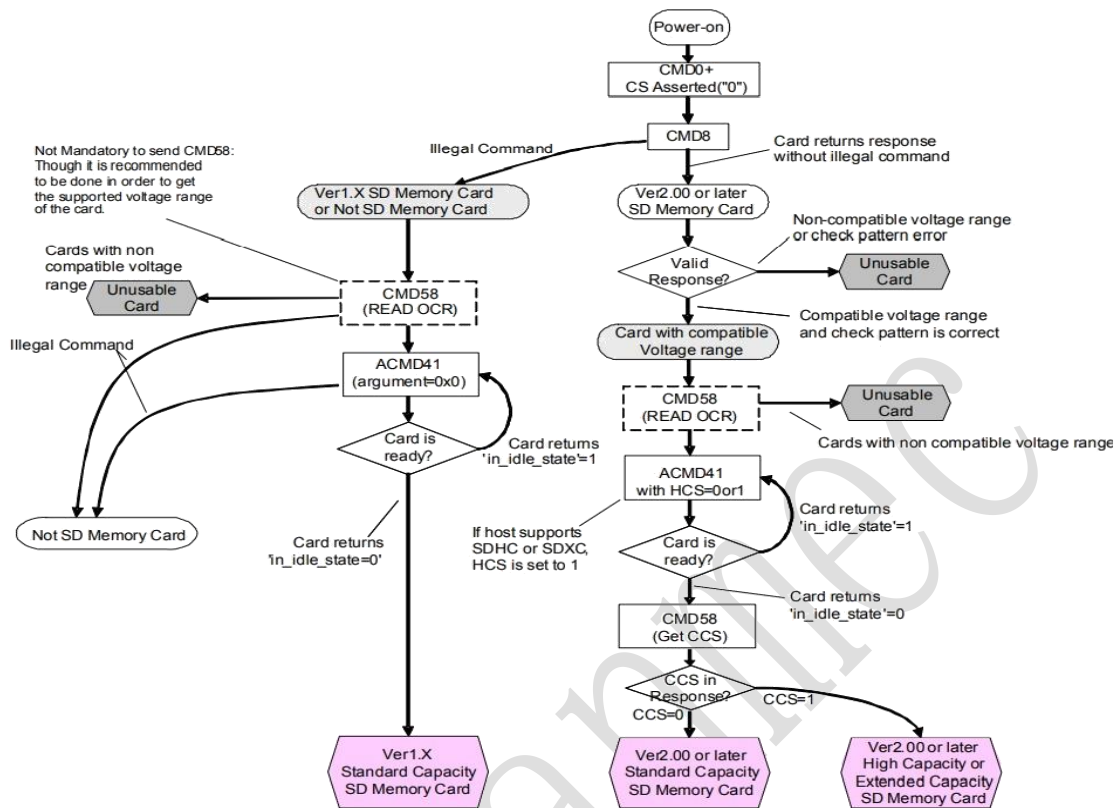 Power-on
CMD0+
CS Asserted("0")
CMD8
Illegal Command
Card returns response
without illegal command
Not Mandatory to send CMD58:
Though it is recommended
to be done in order to get
the supported voltage range
of the card.
Ver1.X SD Memory Card
or Not SD Memory Card
Ver2.00 or later
SD Memory Card
Non-compatible voltage range
or check pattern error
Cards with non
compatible voltage
range
Unusable
Card
CMD58
(READ OCR)
Valid
Response?
Unusable
Card
Compatible voltage range
and check pattern is correct
Card with compatible
Voltage range
Illegal Command
ACMD41
(argument=0x0)
CMD58
(READ OCR)
Unusable
Card
Cards with non compatible voltage range
Card is
ready?
Card returns
'in_idle_state'=1
ACMD41
with HCS=0or1
Card returns
'in_idle_state'=1
Not SD Memory Card
Card returns
'in_idle_state=0'
If host supports
SDHC or SDXC,
HCS is set to 1
Card is
ready?
Card returns
'in_idle_state'=0
CMD58
(Get CCS)
CCS in
Response?
CCS=0
CCS=1
Ver1.X
Standard Capacity
SD Memory Card
Ver2.00 or later
Standard Capacity
SD Memory Card
Ver2.00 or later
High Capacity or
Extended Capacity
SD Memory Card